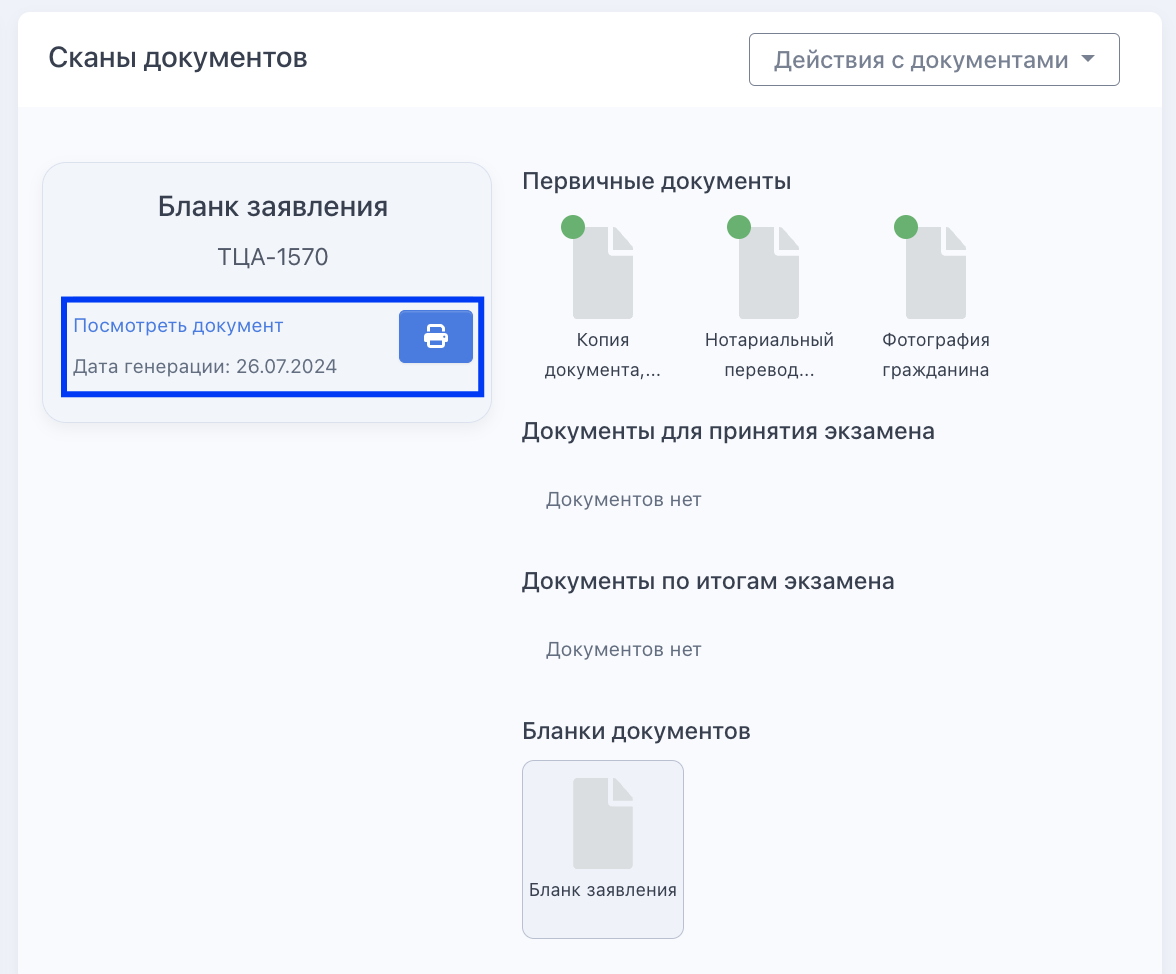 Сканы документов
Действия с документами
Бланк заявления
ТЦА-1570
Посмотреть документ
Дата генерации: 26.07.2024
Первичные документы
Копия
документа,...
Нотариальный
перевод...
Фотография
гражданина
Документы для принятия экзамена
Документов нет
Документы по итогам экзамена
Документов нет
Бланки документов
Бланк заявления